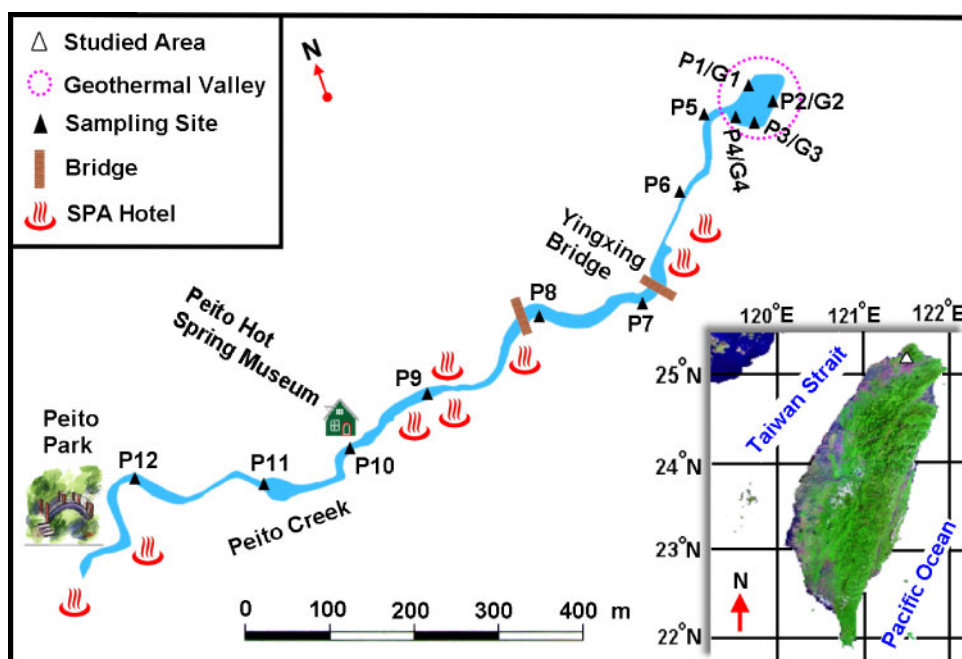 Studied Area
Geothermal Valley
Sampling Site
Bridge
SPA Hotel
N
P1/G1
P2/G2
P3/G3
P4/G4
P5
P6
Yingxing
Bridge
P7
P8
Peito Hot
Spring Museum
P9
P10
Peito
Park
P12
P11
Peito Creek
0 100 200 300 400 m
120°E 121°E 122°E
25°N
24°N
23°N
22°N
Taiwan Strait
Pacific Ocean
N